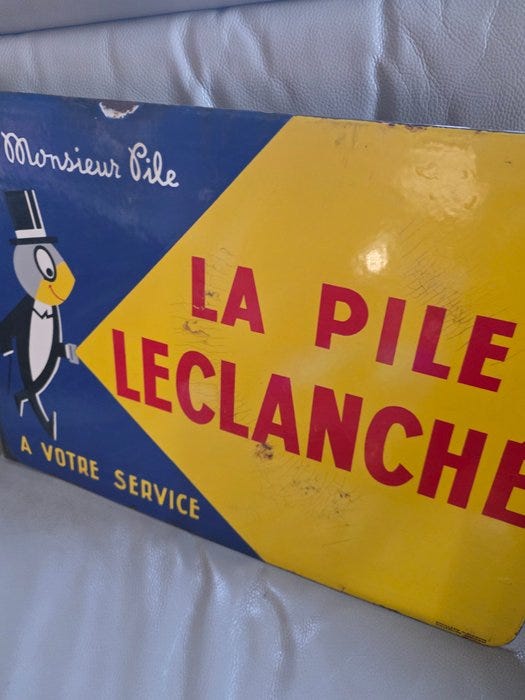 Monsieur Pile
LA PILE
LECLANCHE
A VOTRE SERVICE